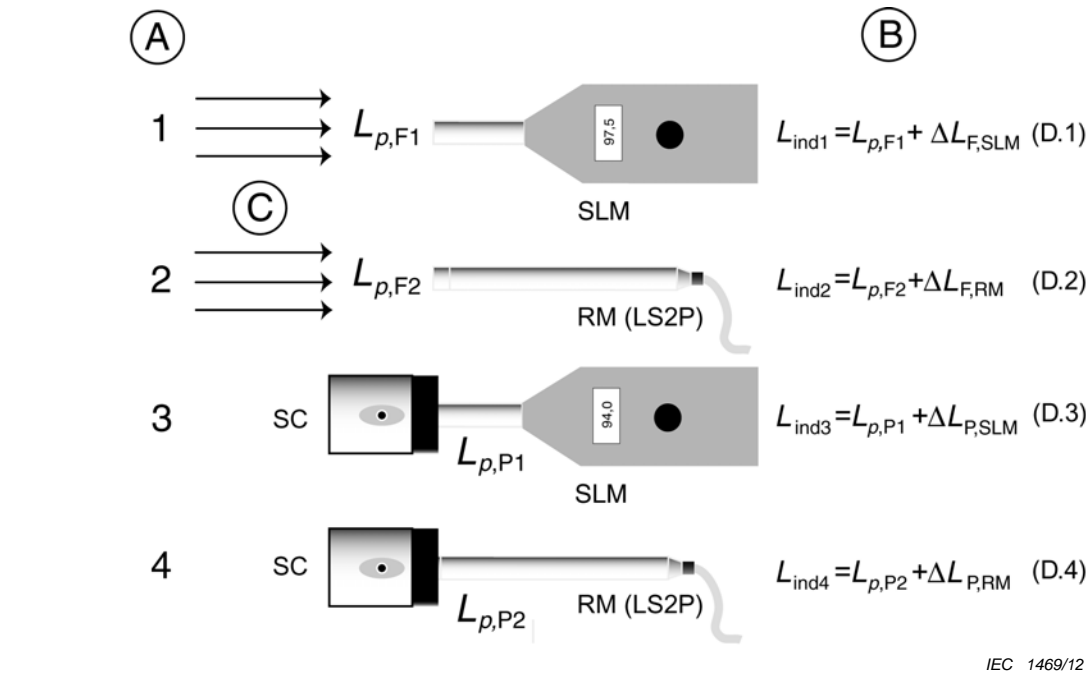 A B
1 L_p,F1 97,5 L_ind1 = L_p,F1 + ΔL_F,SLM (D.1)
SLM
C
2 L_p,F2 L_ind2 = L_p,F2 + ΔL_F,RM (D.2)
RM (LS2P)
3 SC 94,0 L_ind3 = L_p,P1 + ΔL_P,SLM (D.3)
L_p,P1
SLM
4 SC L_ind4 = L_p,P2 + ΔL_P,RM (D.4)
L_p,P2 RM (LS2P)
IEC 1469/12